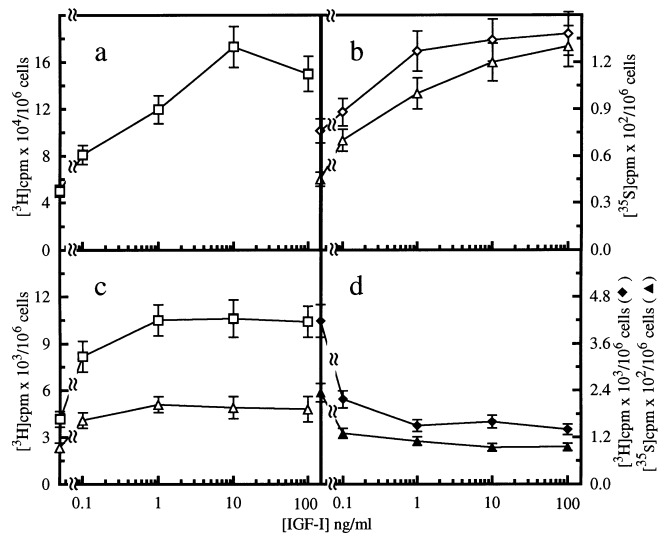 a
b
c
d
[³H]cpm x 10⁴/10⁶ cells
16
12
8
4
0
[³⁵S]cpm x 10²/10⁶ cells
1.2
0.9
0.6
0.3
0.0
[³H]cpm x 10³/10⁶ cells
12
9
6
3
0
[³H]cpm x 10³/10⁶ cells (◆)
[³⁵S]cpm x 10²/10⁶ cells (▲)
4.8
3.6
2.4
1.2
0.0
0.1 1 10 100 0.1 1 10 100
[IGF-I] ng/ml